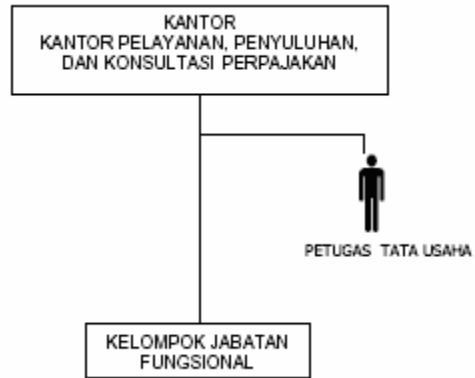 KANTOR
KANTOR PELAYANAN, PENYULUHAN,
DAN KONSULTASI PERPAJAKAN
PETUGAS TATA USAHA
KELOMPOK JABATAN
FUNGSIONAL